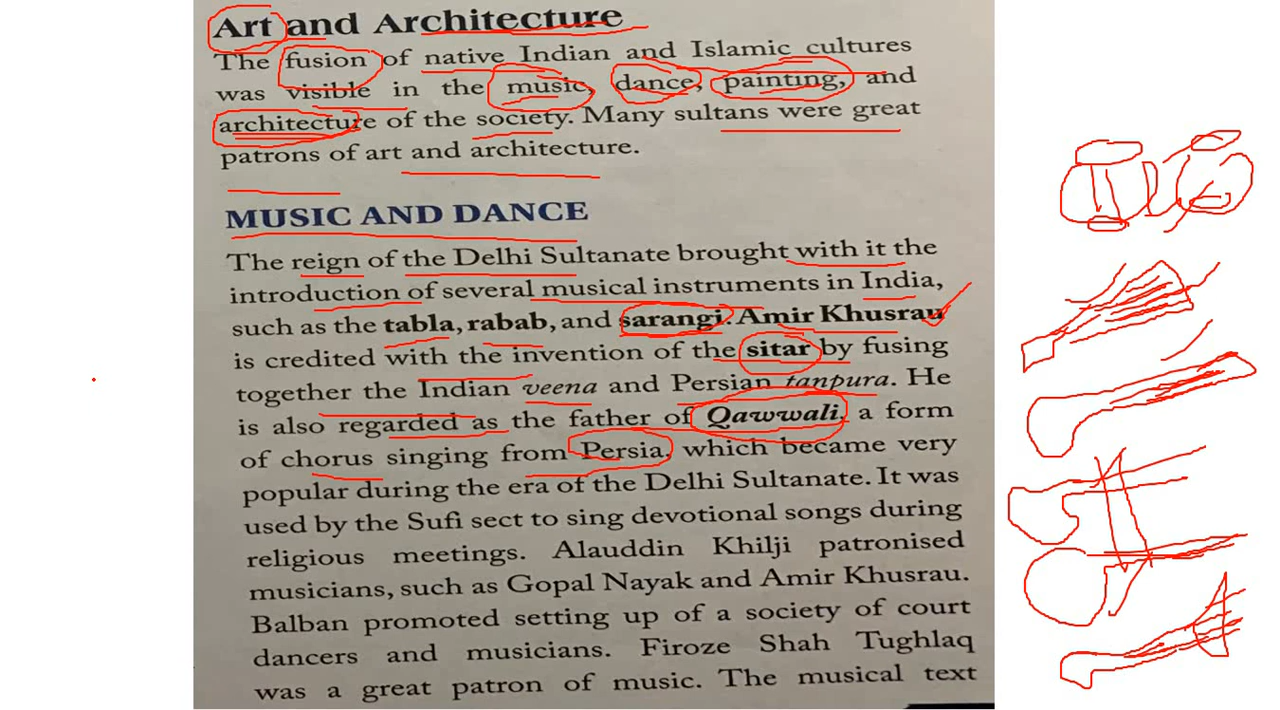 Art and Architecture
The fusion of native Indian and Islamic cultures
was visible in the music, dance, painting, and
architecture of the society. Many sultans were great
patrons of art and architecture.
MUSIC AND DANCE
The reign of the Delhi Sultanate brought with it the
introduction of several musical instruments in India,
such as the tabla, rabab, and sarangi. Amir Khusrau
is credited with the invention of the sitar by fusing
together the Indian veena and Persian tanpura. He
is also regarded as the father of Qawwali, a form
of chorus singing from Persia, which became very
popular during the era of the Delhi Sultanate. It was
used by the Sufi sect to sing devotional songs during
religious meetings. Alauddin Khilji patronised
musicians, such as Gopal Nayak and Amir Khusrau.
Balban promoted setting up of a society of court
dancers and musicians. Firoze Shah Tughlaq
was a great patron of music. The musical text